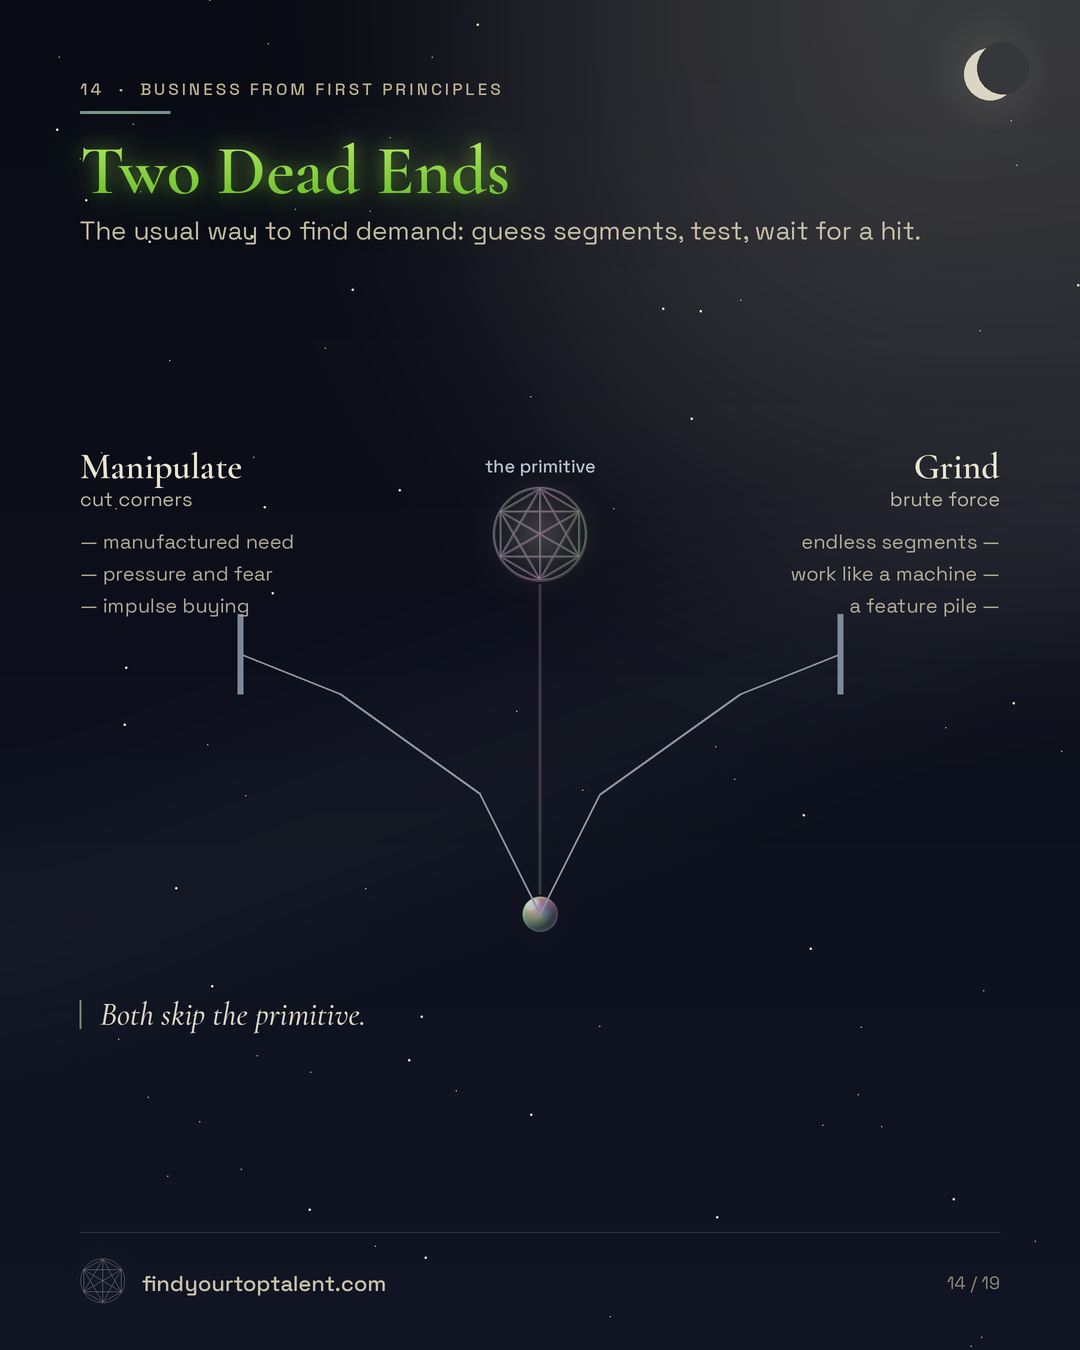 14 · BUSINESS FROM FIRST PRINCIPLES
Two Dead Ends
The usual way to find demand: guess segments, test, wait for a hit.
Manipulate
cut corners
— manufactured need
— pressure and fear
— impulse buying
the primitive
Grind
brute force
endless segments —
work like a machine —
a feature pile —
Both skip the primitive.
findyourtoptalent.com
14 / 19